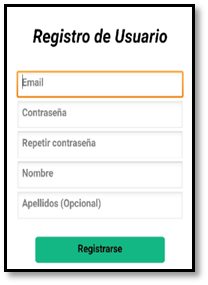 Registro de Usuario
Email
Contraseña
Repetir contraseña
Nombre
Apellidos (Opcional)
Registrarse